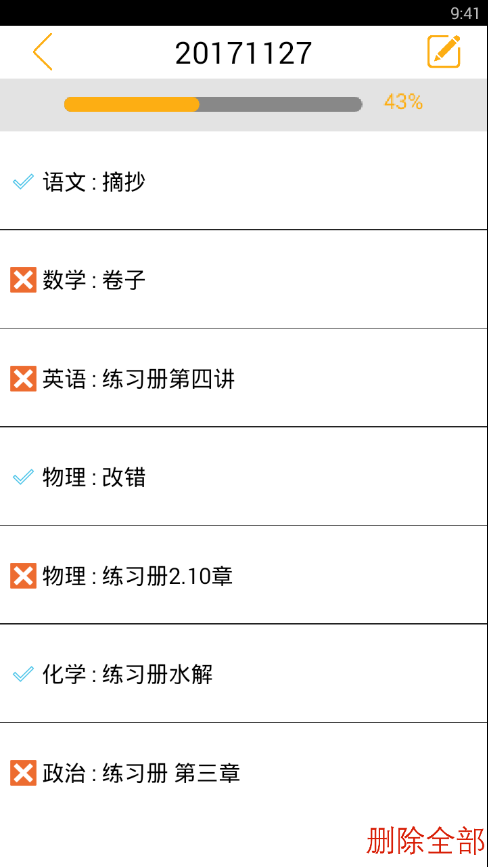 9:41
20171127
43%
语文 : 摘抄
数学 : 卷子
英语 : 练习册第四讲
物理 : 改错
物理 : 练习册2.10章
化学 : 练习册水解
政治 : 练习册 第三章
删除全部